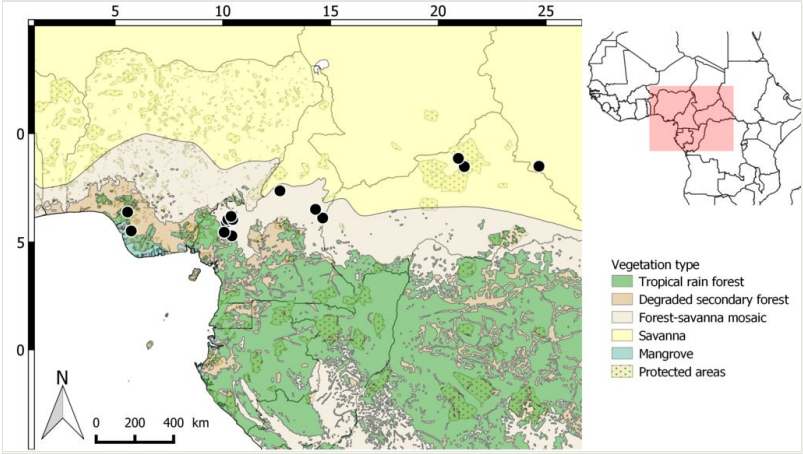 5 10 15 20 25
0
5
0
N
0 200 400 km
Vegetation type
Tropical rain forest
Degraded secondary forest
Forest-savanna mosaic
Savanna
Mangrove
Protected areas